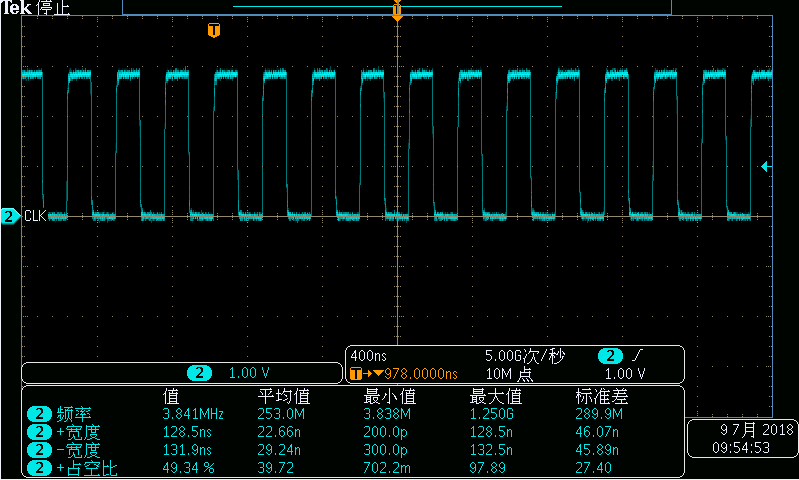 Tek 停止
T
T
2 CLK
2 1.00 V
400ns 5.00G次/秒 2
T 978.0000ns 10M 点 1.00 V
值 平均值 最小值 最大值 标准差
2 频率 3.841MHz 253.0M 3.838M 1.250G 289.9M
2 +宽度 128.5ns 22.66n 200.0p 128.5n 46.07n
2 -宽度 131.9ns 29.24n 300.0p 132.5n 45.89n
2 +占空比 49.34 % 39.72 702.2m 97.89 27.40
9 7月 2018
09:54:53